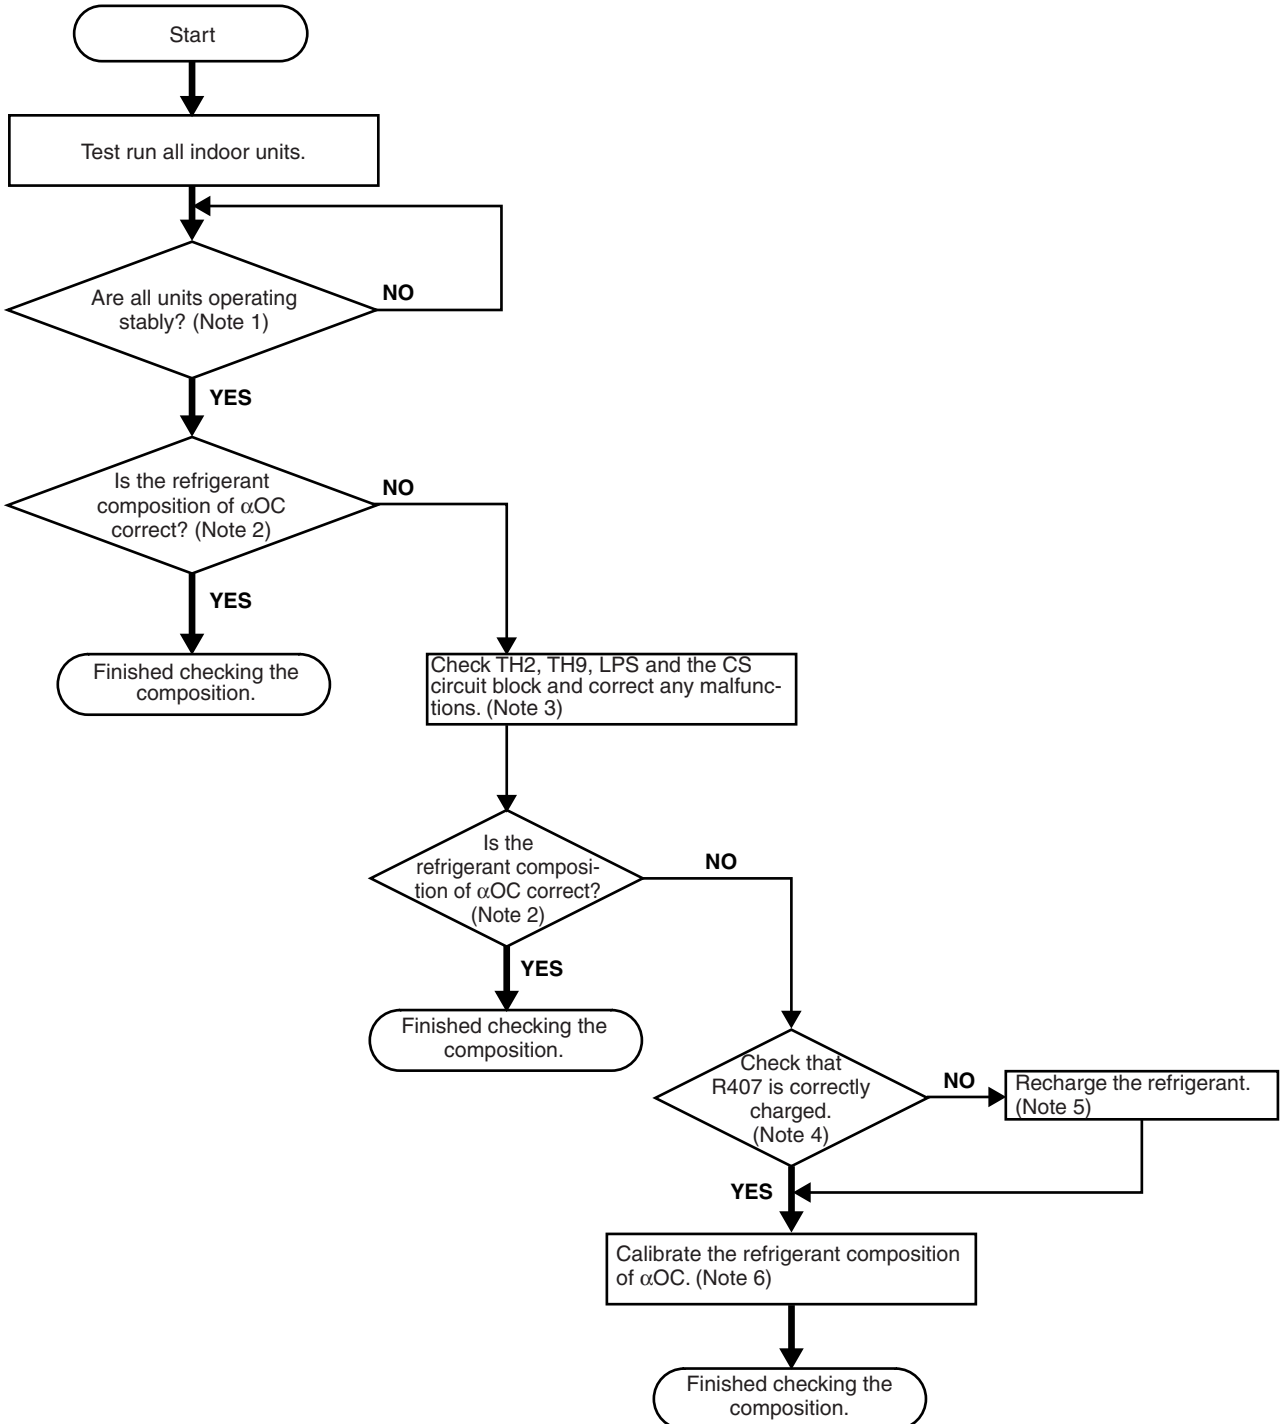 Start
Test run all indoor units.
Are all units operating
stably? (Note 1)
NO
YES
Is the refrigerant
composition of αOC
correct? (Note 2)
NO
YES
Finished checking the
composition.
Check TH2, TH9, LPS and the CS
circuit block and correct any malfunc-
tions. (Note 3)
Is the
refrigerant composi-
tion of αOC correct?
(Note 2)
NO
YES
Finished checking the
composition.
Check that
R407 is correctly
charged.
(Note 4)
NO
Recharge the refrigerant.
(Note 5)
YES
Calibrate the refrigerant composition
of αOC. (Note 6)
Finished checking the
composition.